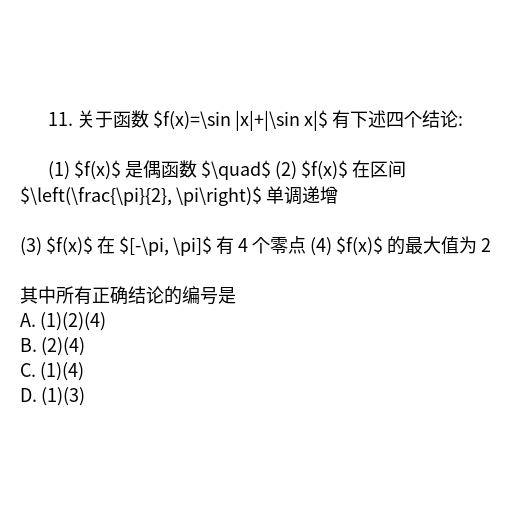 11. 关于函数 $f(x)=\sin |x|+|\sin x|$ 有下述四个结论:
(1) $f(x)$ 是偶函数 $\quad$ (2) $f(x)$ 在区间
$\left(\frac{\pi}{2}, \pi\right)$ 单调递增
(3) $f(x)$ 在 $[-\pi, \pi]$ 有 4 个零点 (4) $f(x)$ 的最大值为 2
其中所有正确结论的编号是
A. (1)(2)(4)
B. (2)(4)
C. (1)(4)
D. (1)(3)